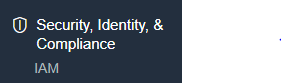 Security, Identity, &
Compliance
IAM